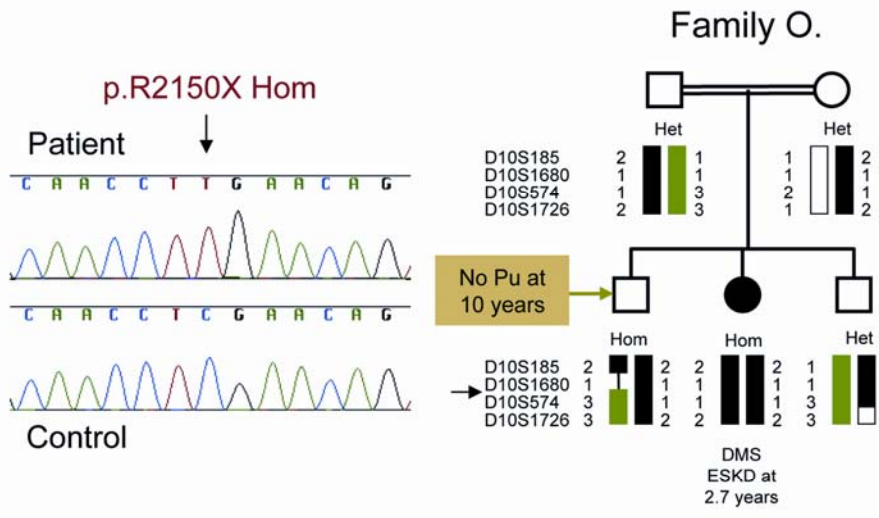 Family O.
p.R2150X Hom
Patient
C A A C C T T G A A C A G
C A A C C T C G A A C A G
Control
Het Het
D10S185 2 1 1 2
D10S1680 1 1 1 1
D10S574 1 3 2 1
D10S1726 2 3 1 2
No Pu at
10 years
Hom Hom Het
D10S185 2 2 2 2 1
D10S1680 1 1 1 1 1
D10S574 3 1 1 1 3
D10S1726 3 2 2 2 3
DMS
ESKD at
2.7 years